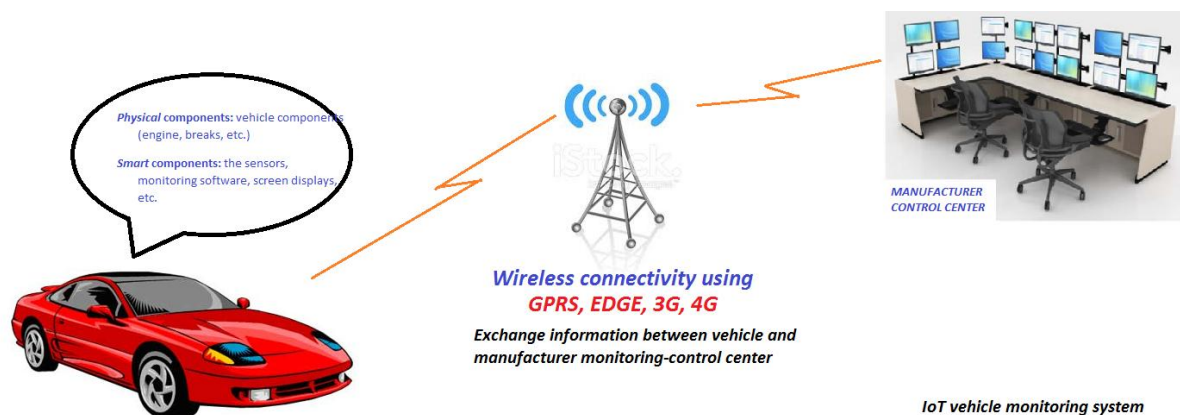 Physical components: vehicle components
(engine, breaks, etc.)
Smart components: the sensors,
monitoring software, screen displays,
etc.
iStock.
Wireless connectivity using
GPRS, EDGE, 3G, 4G
Exchange information between vehicle and
manufacturer monitoring-control center
MANUFACTURER
CONTROL CENTER
IoT vehicle monitoring system